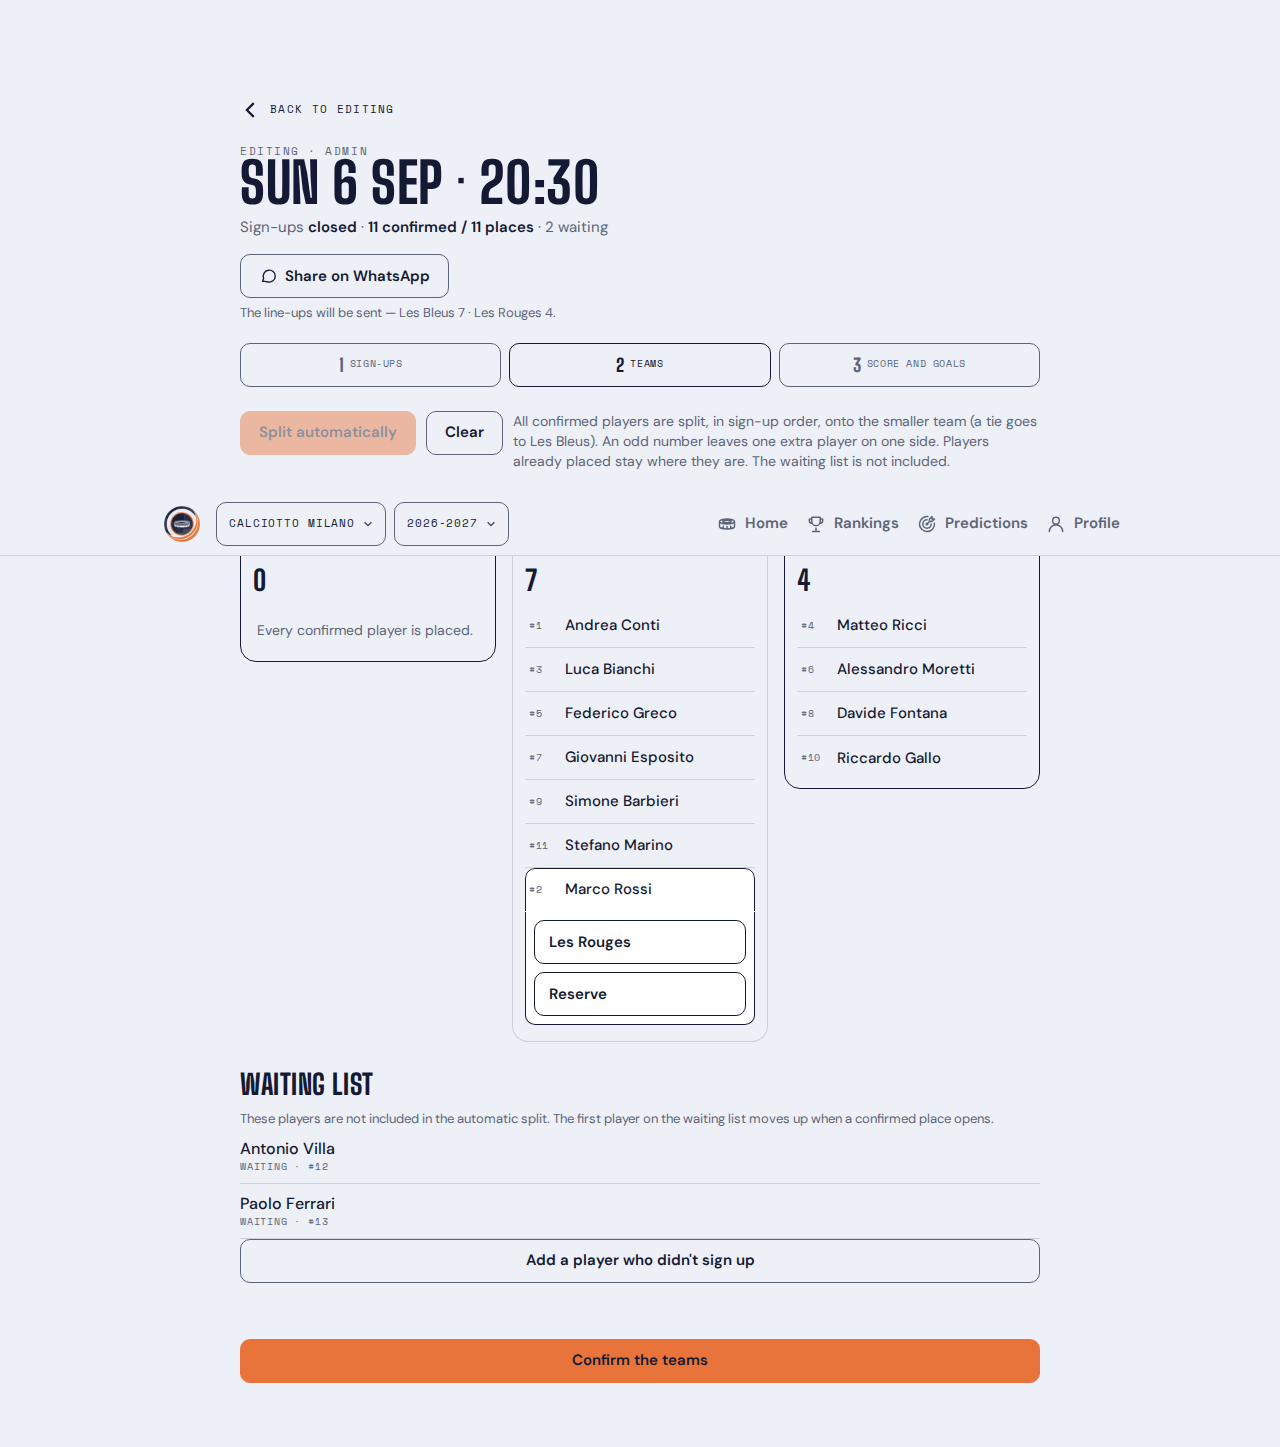 BACK TO EDITING
EDITING · ADMIN
SUN 6 SEP · 20:30
Sign-ups closed · 11 confirmed / 11 places · 2 waiting
Share on WhatsApp
The line-ups will be sent — Les Bleus 7 · Les Rouges 4.
1 SIGN-UPS
2 TEAMS
3 SCORE AND GOALS
Split automatically
Clear
All confirmed players are split, in sign-up order, onto the smaller team (a tie goes
to Les Bleus). An odd number leaves one extra player on one side. Players
already placed stay where they are. The waiting list is not included.
CALCIOTTO MILANO
2026-2027
Home
Rankings
Predictions
Profile
0
Every confirmed player is placed.
7
#1 Andrea Conti
#3 Luca Bianchi
#5 Federico Greco
#7 Giovanni Esposito
#9 Simone Barbieri
#11 Stefano Marino
#2 Marco Rossi
Les Rouges
Reserve
4
#4 Matteo Ricci
#6 Alessandro Moretti
#8 Davide Fontana
#10 Riccardo Gallo
WAITING LIST
These players are not included in the automatic split. The first player on the waiting list moves up when a confirmed place opens.
Antonio Villa
WAITING · #12
Paolo Ferrari
WAITING · #13
Add a player who didn't sign up
Confirm the teams